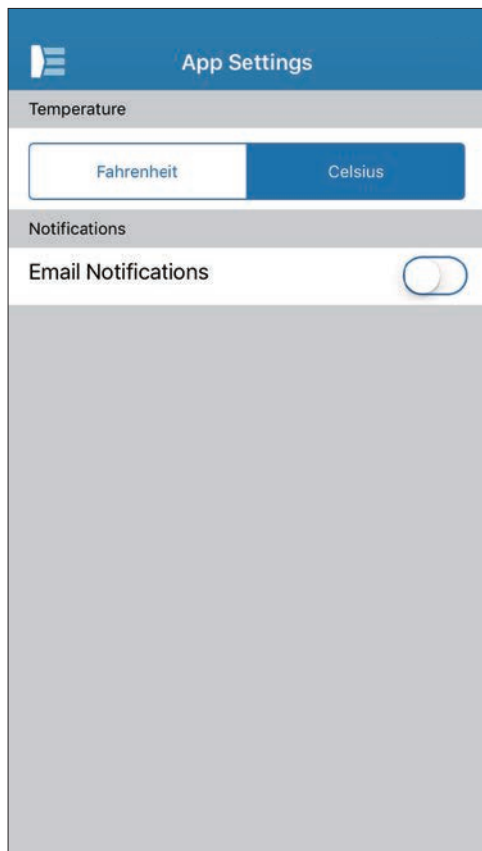 App Settings
Temperature
Fahrenheit Celsius
Notifications
Email Notifications